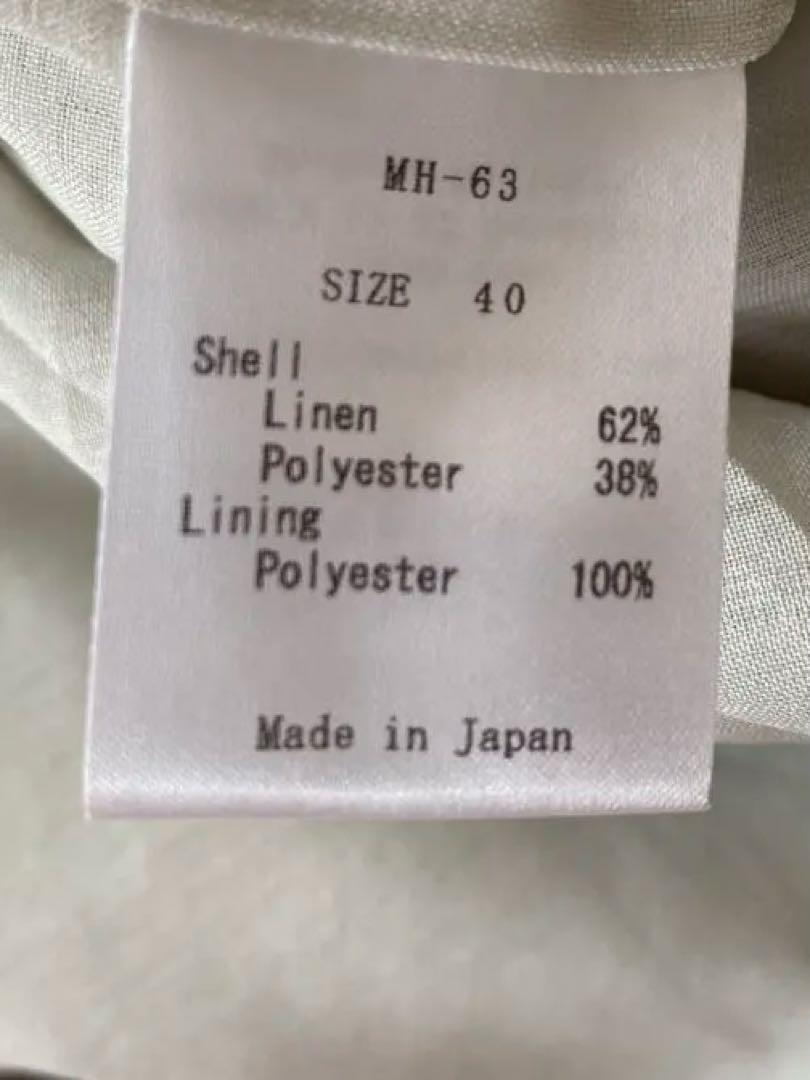 MH-63
SIZE 40
Shell
Linen 62%
Polyester 38%
Lining
Polyester 100%
Made in Japan